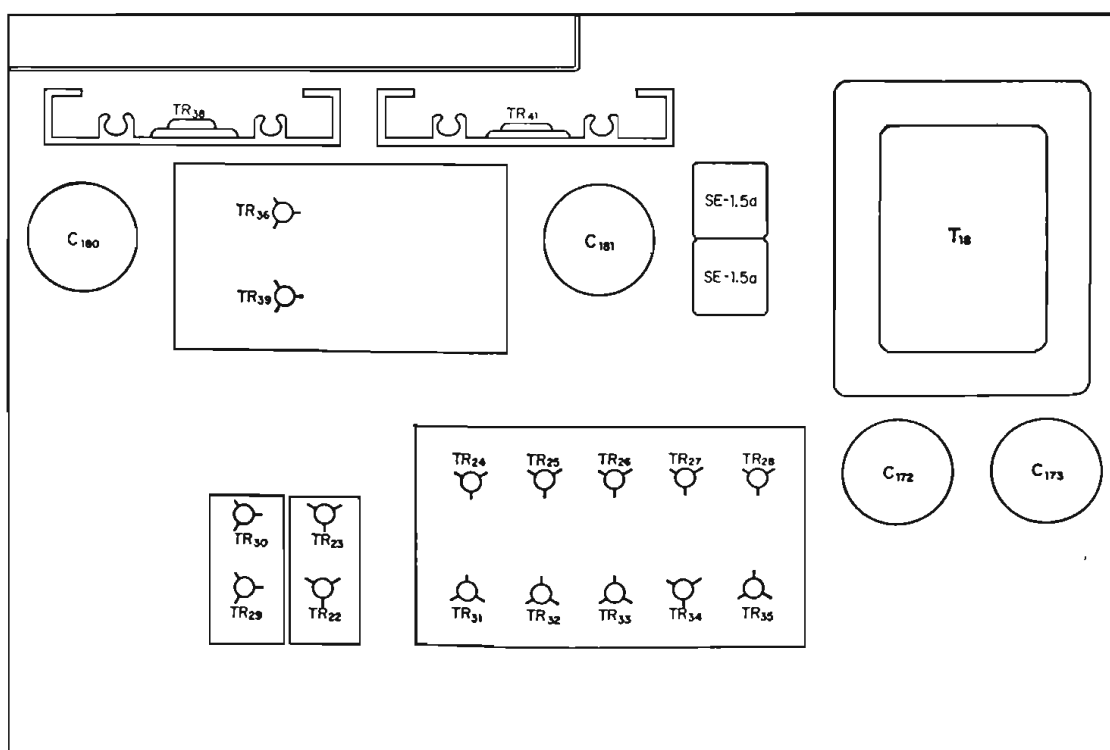 TR38
TR41
TR36
TR39
C180
C181
SE-1.5a
SE-1.5a
T18
C172
C173
TR24 TR25 TR26 TR27 TR28
TR30 TR23
TR29 TR22
TR31 TR32 TR33 TR34 TR35